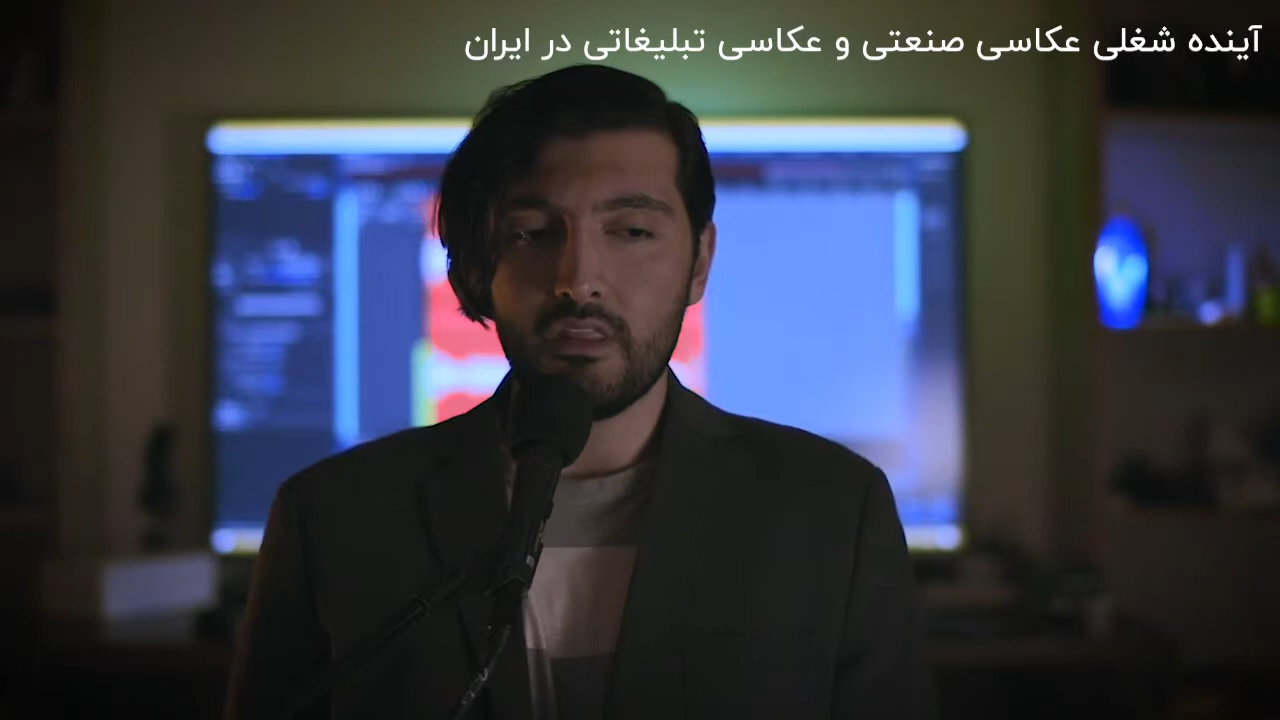 آینده شغلی عکاسی صنعتی و عکاسی تبلیغاتی در ایران